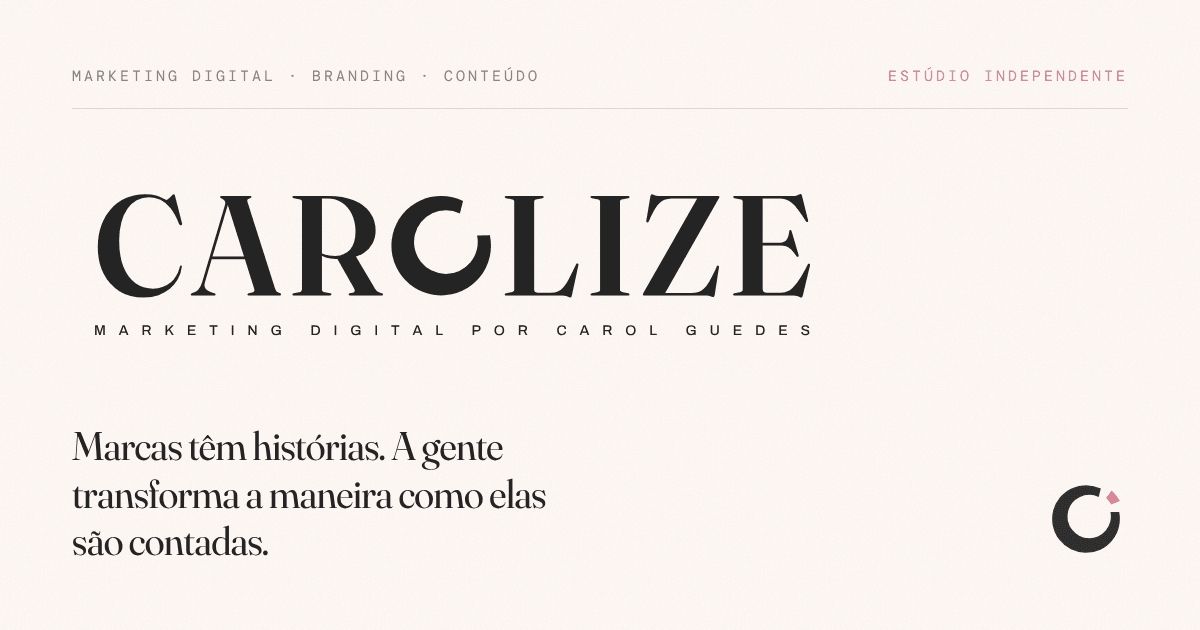 MARKETING DIGITAL · BRANDING · CONTEÚDO
ESTÚDIO INDEPENDENTE
CAROLIZE
MARKETING DIGITAL POR CAROL GUEDES
Marcas têm histórias. A gente
transforma a maneira como elas
são contadas.